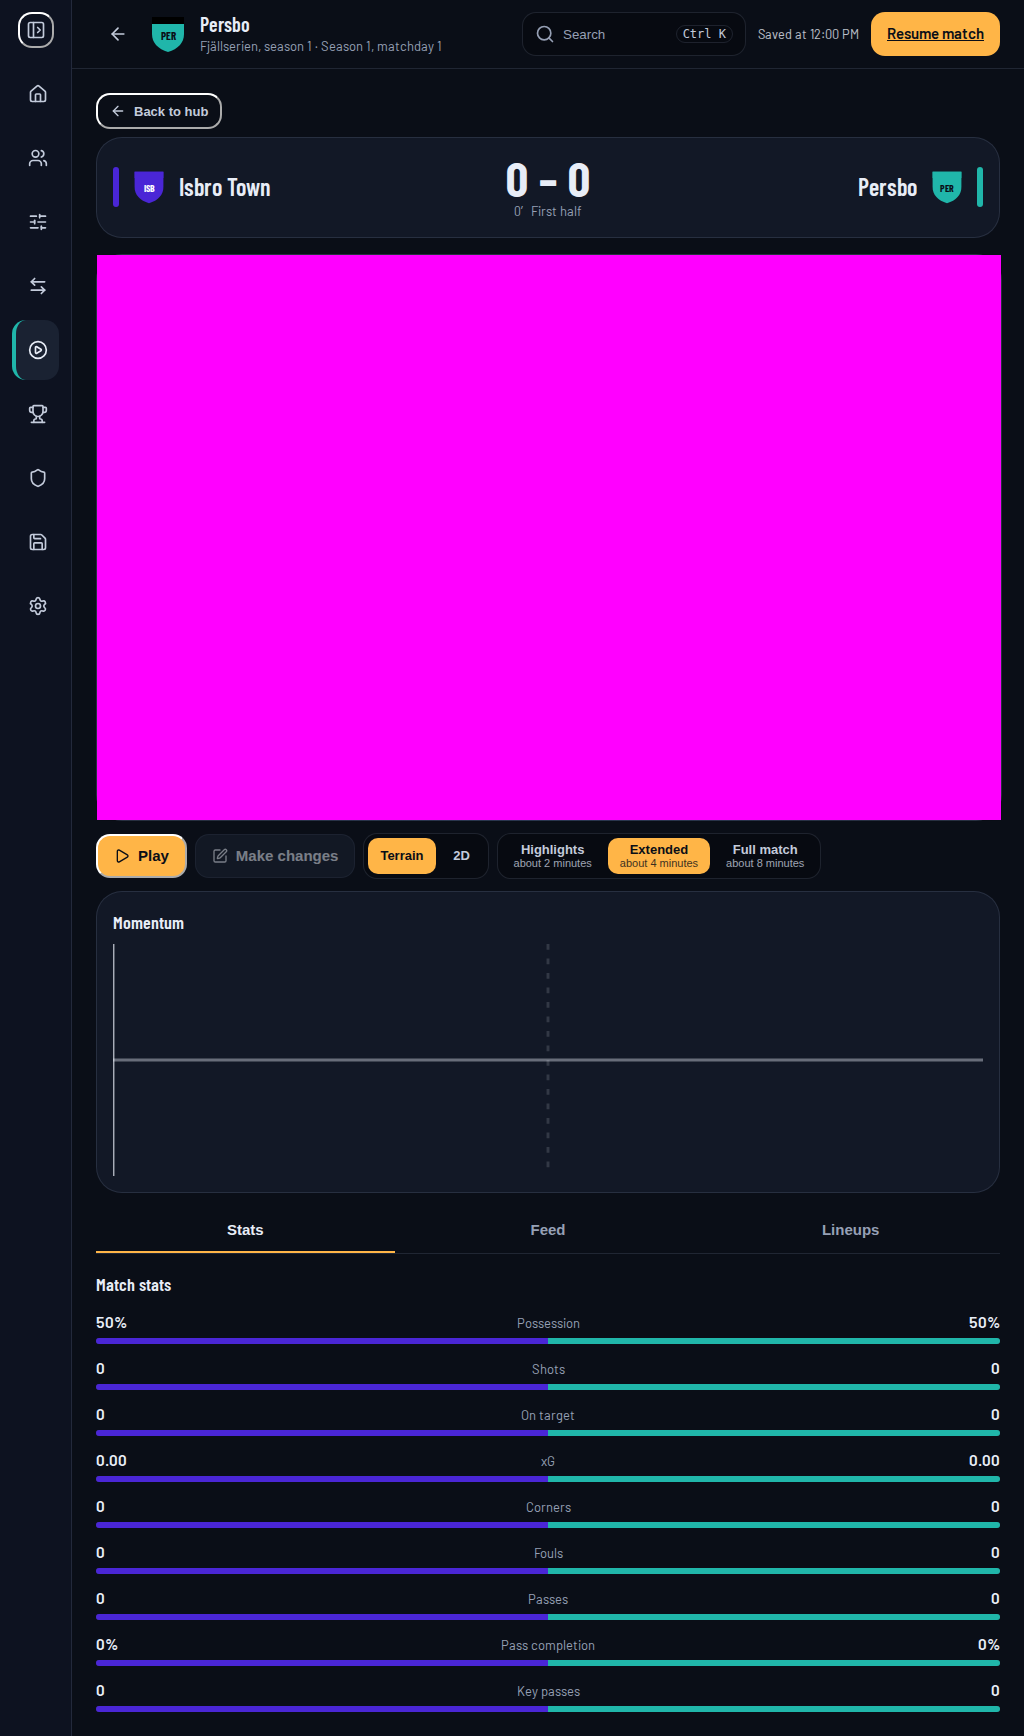 PER
Persbo
Fjällserien, season 1 · Season 1, matchday 1
Search
Ctrl K
Saved at 12:00 PM
Resume match
Back to hub
ISB
Isbro Town
0 – 0
0′ First half
Persbo
PER
Play
Make changes
Terrain
2D
Highlights
about 2 minutes
Extended
about 4 minutes
Full match
about 8 minutes
Momentum
Stats
Feed
Lineups
Match stats
50% Possession 50%
0 Shots 0
0 On target 0
0.00 xG 0.00
0 Corners 0
0 Fouls 0
0 Passes 0
0% Pass completion 0%
0 Key passes 0